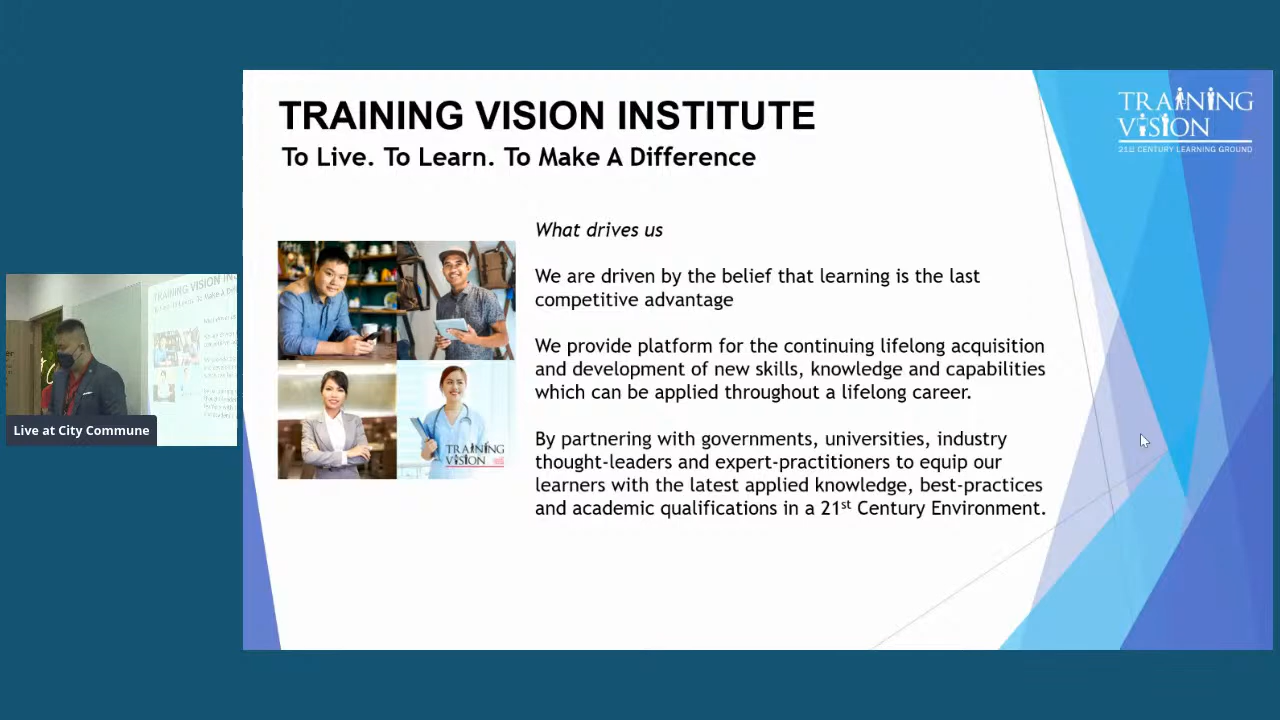 TRAINING VISION INSTITUTE
To Live. To Learn. To Make A Difference
TRAINING
VISION
21ST CENTURY LEARNING GROUND
What drives us
We are driven by the belief that learning is the last
competitive advantage
We provide platform for the continuing lifelong acquisition
and development of new skills, knowledge and capabilities
which can be applied throughout a lifelong career.
By partnering with governments, universities, industry
thought-leaders and expert-practitioners to equip our
learners with the latest applied knowledge, best-practices
and academic qualifications in a 21st Century Environment.
TRAINING
VISION
TRAINING VISION IN
Live at City Commune